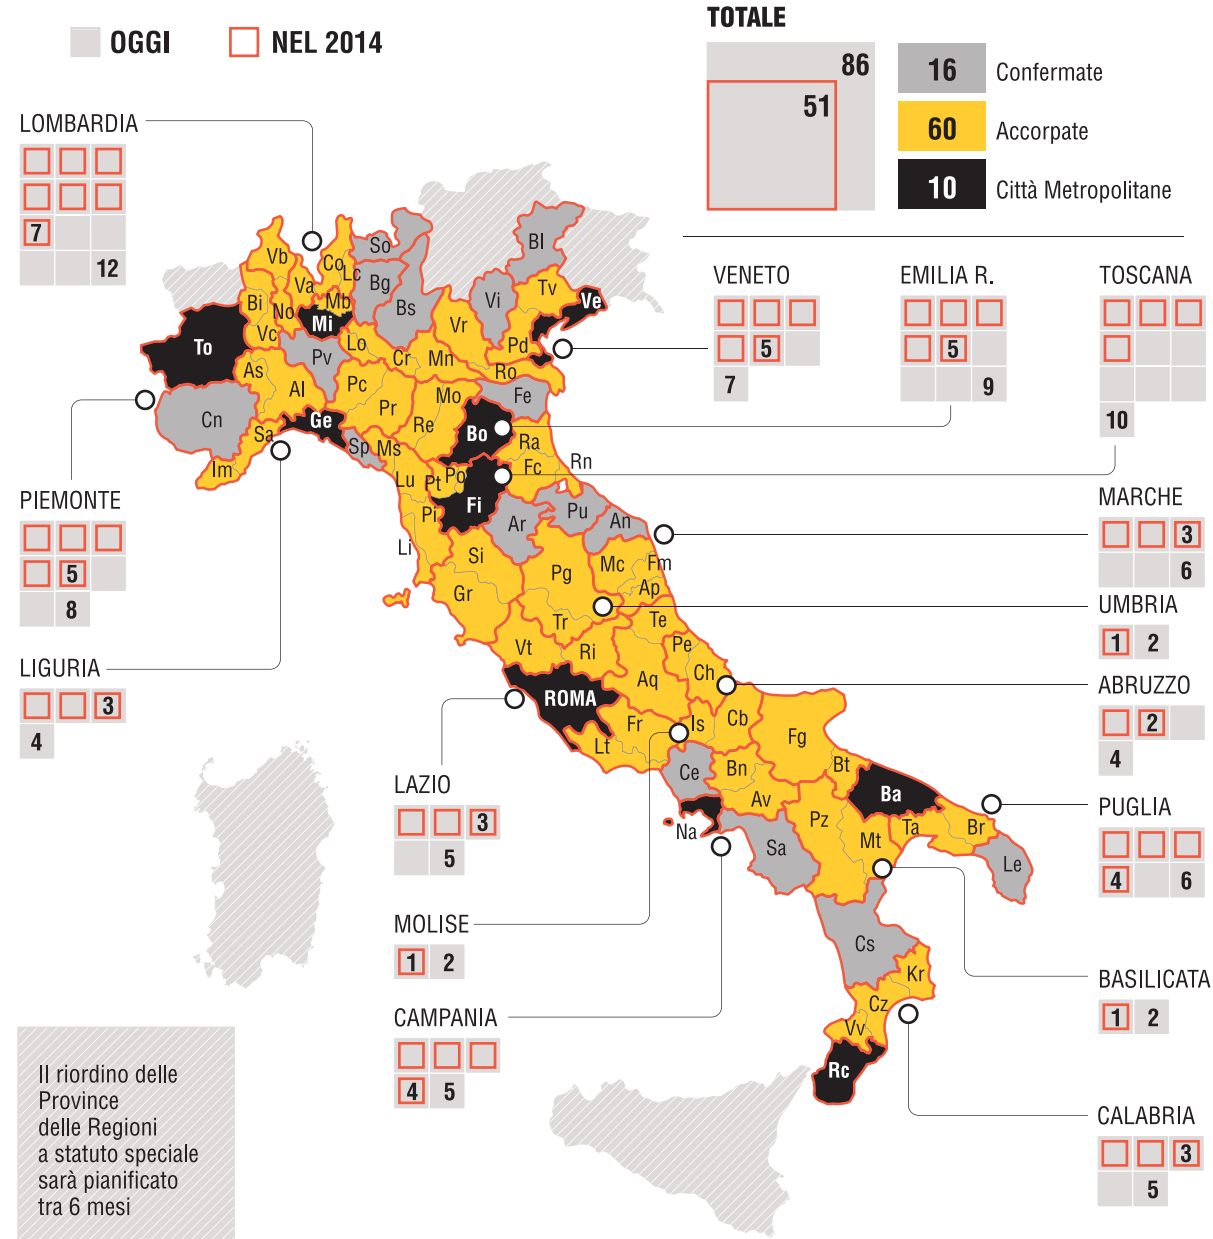 OGGI
NEL 2014
TOTALE
86
51
16 Confermate
60 Accorpate
10 Città Metropolitane
LOMBARDIA
7
12
VENETO
5
7
EMILIA R.
5
9
TOSCANA
10
PIEMONTE
5
8
LIGURIA
3
4
MARCHE
3
6
UMBRIA
1 2
ABRUZZO
2
4
PUGLIA
4 6
BASILICATA
1 2
CALABRIA
3
5
LAZIO
3
5
MOLISE
1 2
CAMPANIA
4 5
So
Bl
Vb
Co
Lc
Bg
Va
Bs
Vi
Tv
Ve
Bi
No
Mb
Mi
Vr
Vc
To
Lo
Pv
Cr
Mn
Pd
Ro
As
Al
Pc
Pr
Mo
Fe
Cn
Ge
Re
Bo
Sa
Sp
Ms
Ra
Im
Lu
Pt
Po
Fc
Rn
Pi
Fi
Ar
Pu
An
Li
Si
Pg
Mc
Fm
Gr
Ap
Tr
Te
Vt
Ri
Pe
Aq
Ch
ROMA
Fr
Is
Cb
Lt
Fg
Ce
Bn
Bt
Av
Ba
Na
Pz
Ta
Br
Sa
Mt
Le
Cs
Kr
Cz
Vv
Rc
Il riordino delle
Province
delle Regioni
a statuto speciale
sarà pianificato
tra 6 mesi